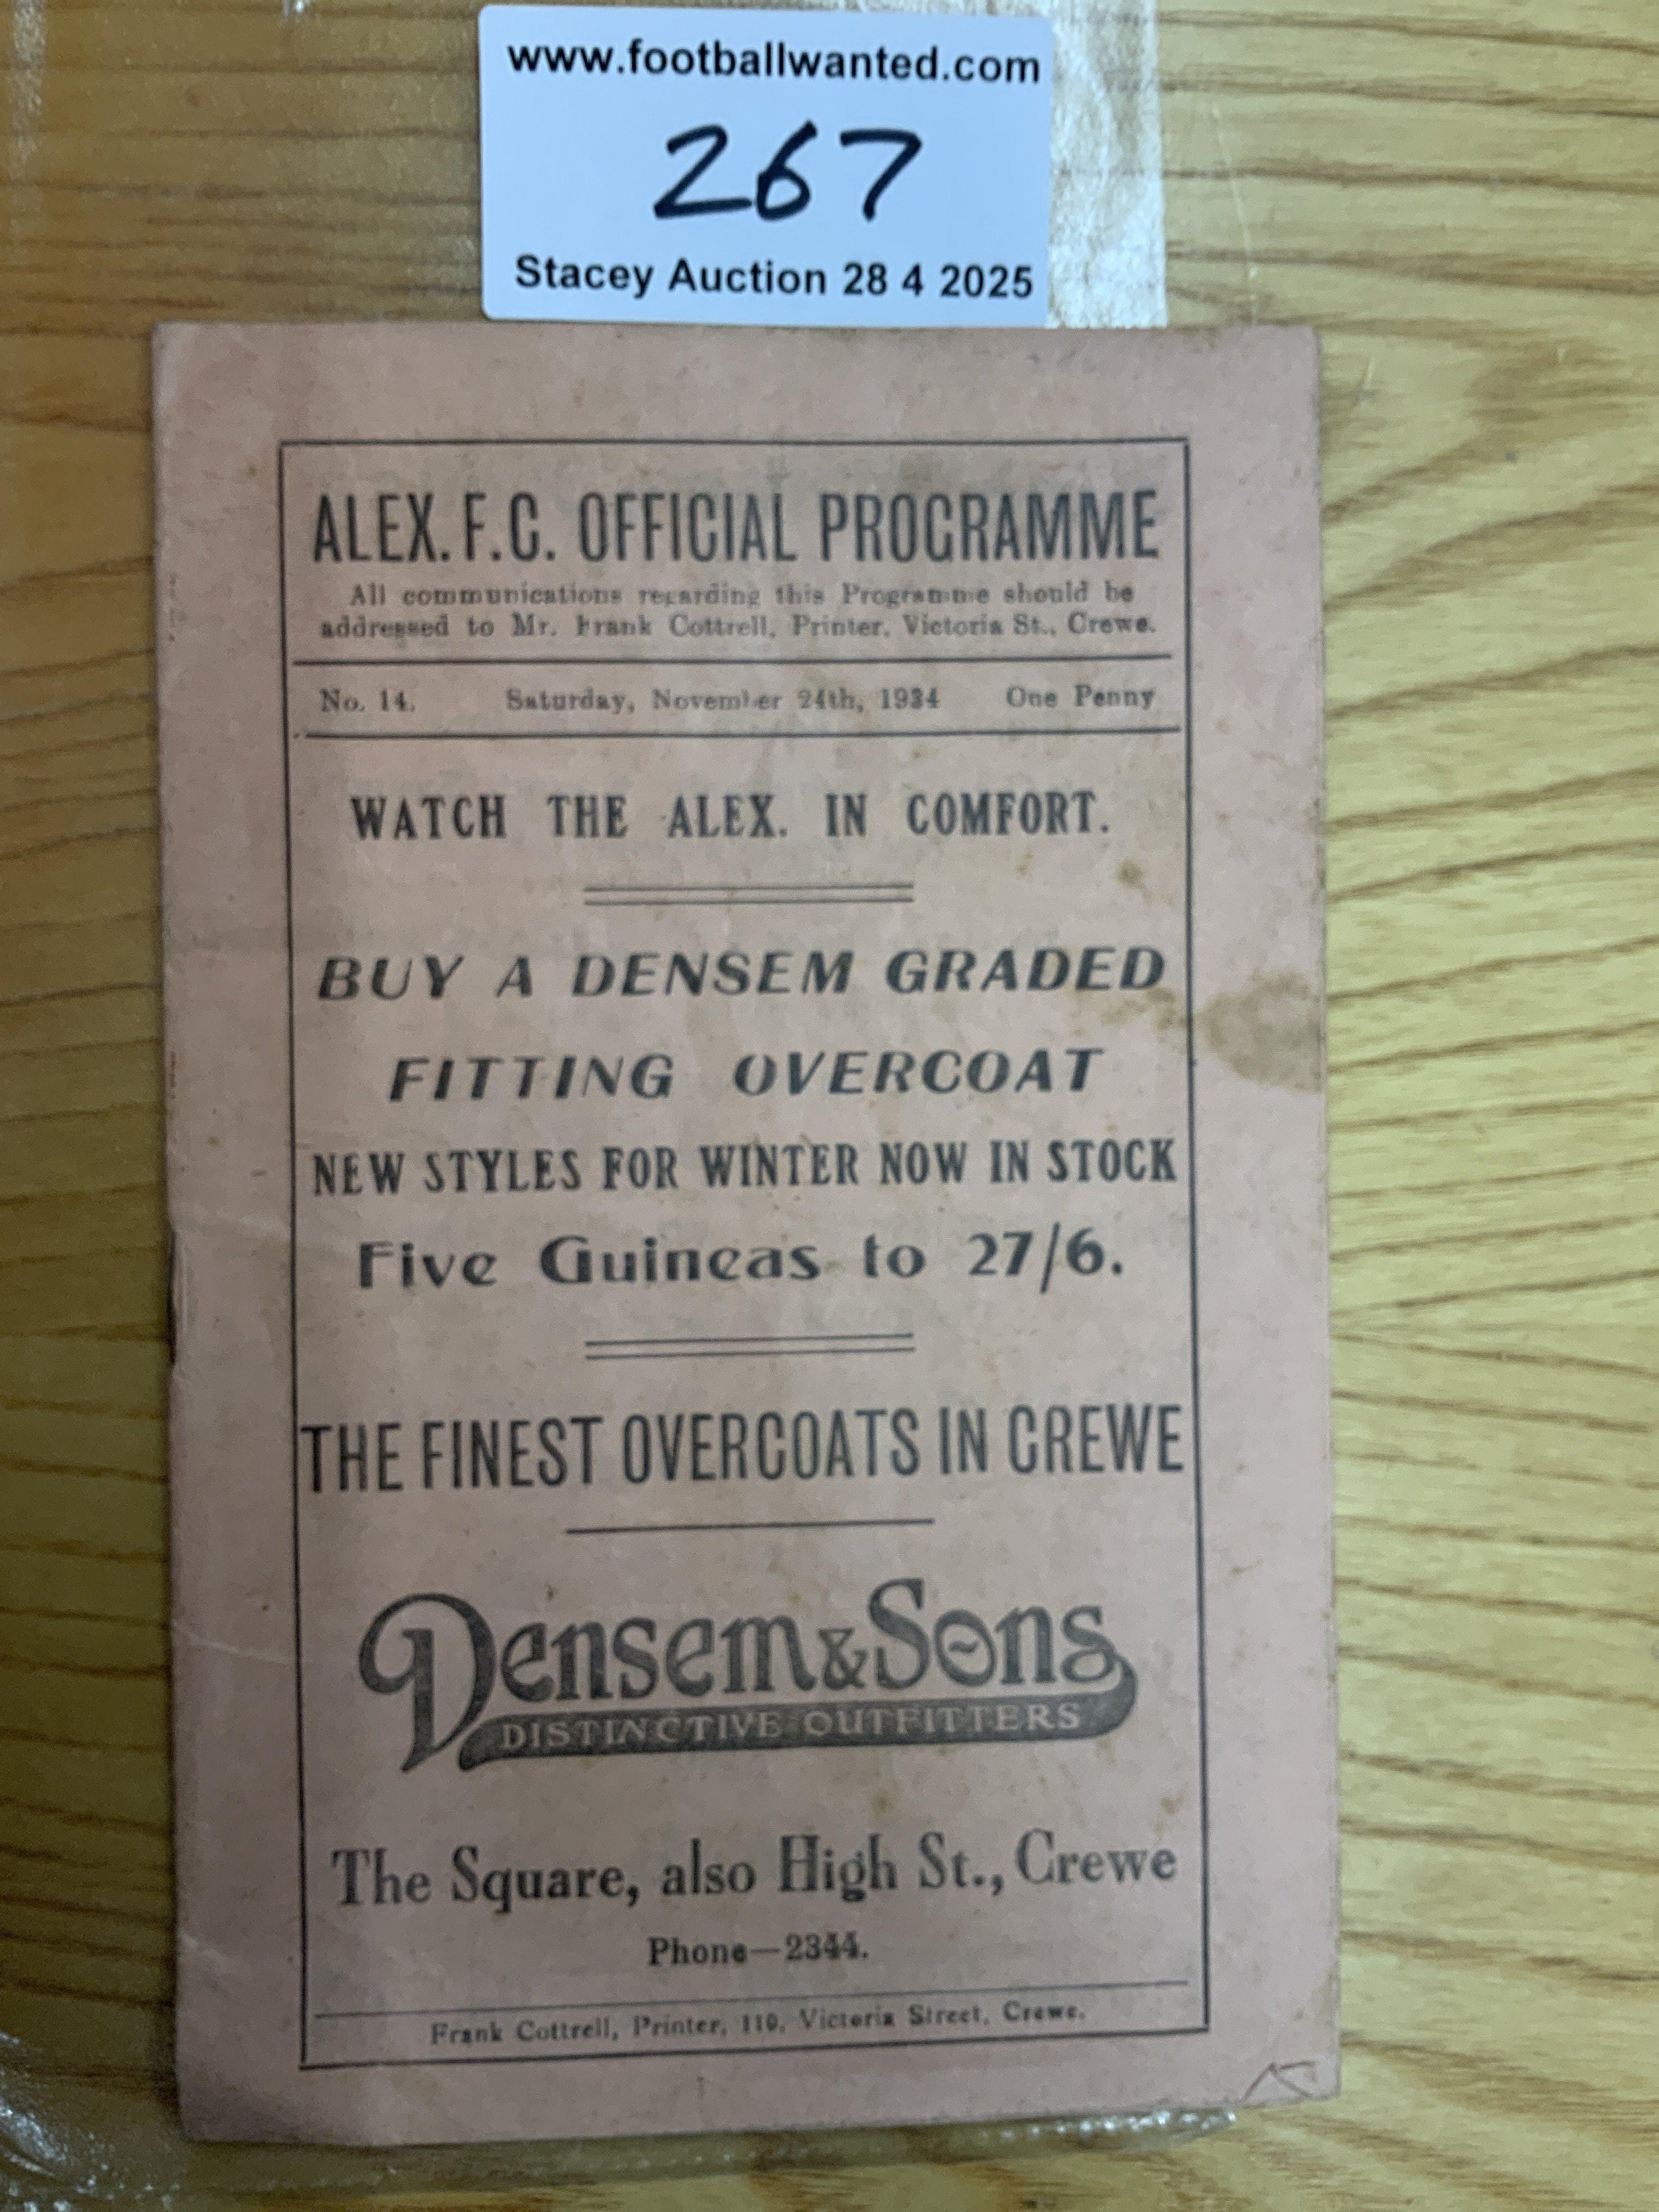 www.footballwanted.com
267
Stacey Auction 28 4 2025
ALEX. F.C. OFFICIAL PROGRAMME
All communications regarding this Programme should be
addressed to Mr. Frank Cottrell, Printer, Victoria St., Crewe.
No. 14. Saturday, November 24th, 1934 One Penny
WATCH THE ALEX. IN COMFORT.
BUY A DENSEM GRADED
FITTING OVERCOAT
NEW STYLES FOR WINTER NOW IN STOCK
Five Guineas to 27/6.
THE FINEST OVERCOATS IN CREWE
Densem & Sons
DISTINCTIVE OUTFITTERS
The Square, also High St., Crewe
Phone—2344.
Frank Cottrell, Printer, 110, Victoria Street, Crewe.